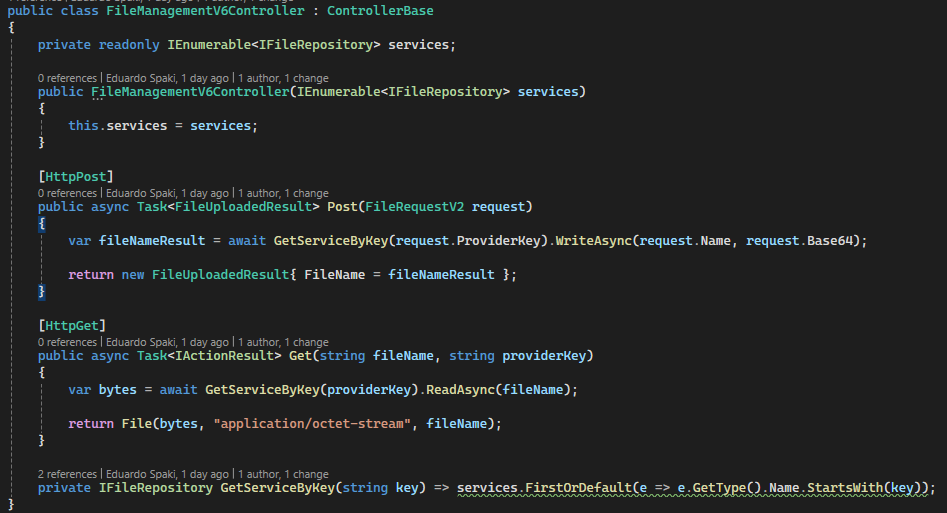 public class FileManagementV6Controller : ControllerBase
{
private readonly IEnumerable<IFileRepository> services;
0 references | Eduardo Spaki, 1 day ago | 1 author, 1 change
public FileManagementV6Controller(IEnumerable<IFileRepository> services)
{
this.services = services;
}
[HttpPost]
0 references | Eduardo Spaki, 1 day ago | 1 author, 1 change
public async Task<FileUploadedResult> Post(FileRequestV2 request)
{
var fileNameResult = await GetServiceByKey(request.ProviderKey).WriteAsync(request.Name, request.Base64);
return new FileUploadedResult{ FileName = fileNameResult };
}
[HttpGet]
0 references | Eduardo Spaki, 1 day ago | 1 author, 1 change
public async Task<IActionResult> Get(string fileName, string providerKey)
{
var bytes = await GetServiceByKey(providerKey).ReadAsync(fileName);
return File(bytes, "application/octet-stream", fileName);
}
2 references | Eduardo Spaki, 1 day ago | 1 author, 1 change
private IFileRepository GetServiceByKey(string key) => services.FirstOrDefault(e => e.GetType().Name.StartsWith(key));
}